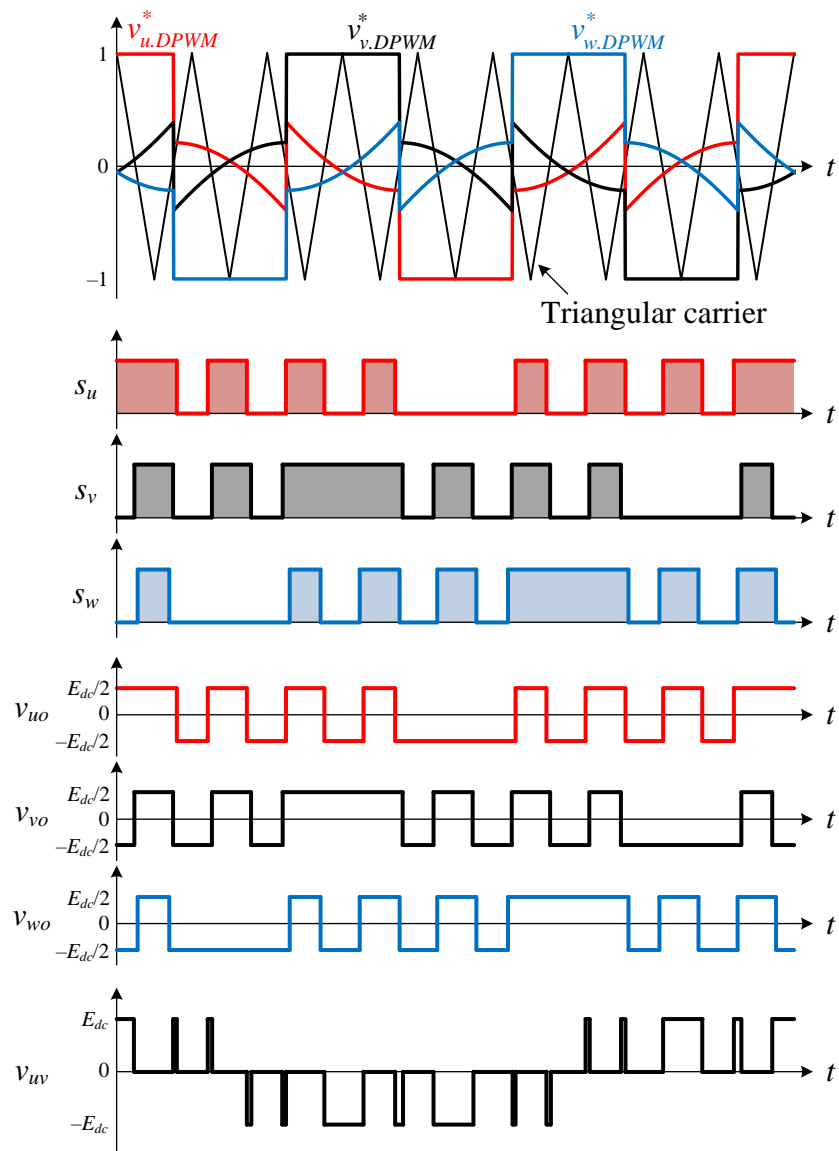 v*u.DPWM v*v.DPWM v*w.DPWM
1
0
–1
t
Triangular carrier
su
t
sv
t
sw
t
vuo
Edc/2
0
–Edc/2
t
vvo
Edc/2
0
–Edc/2
t
vwo
Edc/2
0
–Edc/2
t
vuv
Edc
0
–Edc
t